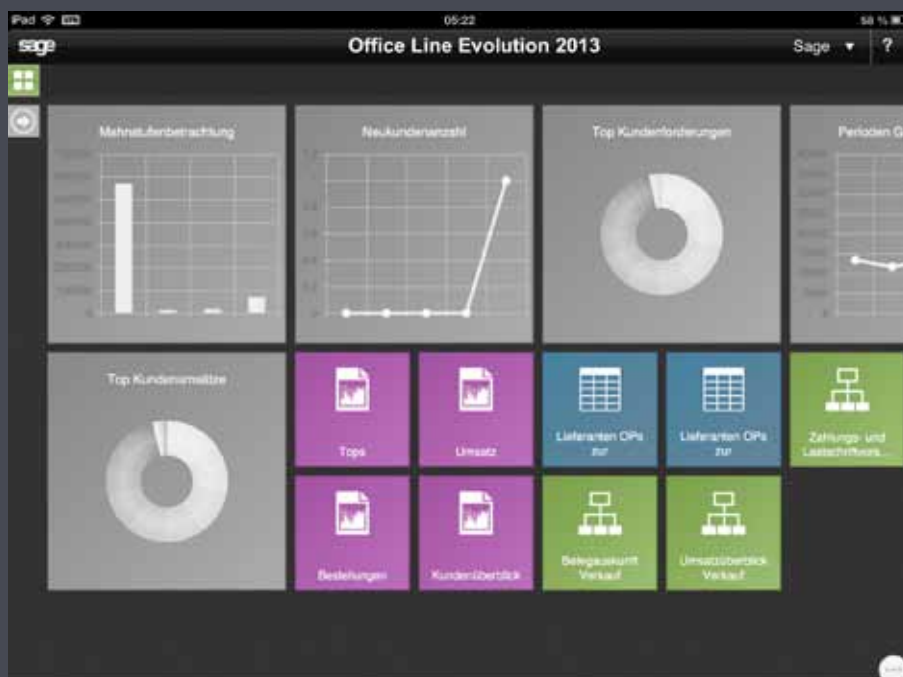 iPad
05:22
58 %
sage
Office Line Evolution 2013
Sage
?
Mahnstufenbetrachtung
Neukundenanzahl
Top Kundenforderungen
Perioden G
Top Kundenumsätze
Tops
Umsatz
Lieferanten OPs
zur
Lieferanten OPs
zur
Zahlungs- und
Lastschriftvors...
Bestellungen
Kundenüberblick
Belegauskunft
Verkauf
Umsatzüberblick
Verkauf